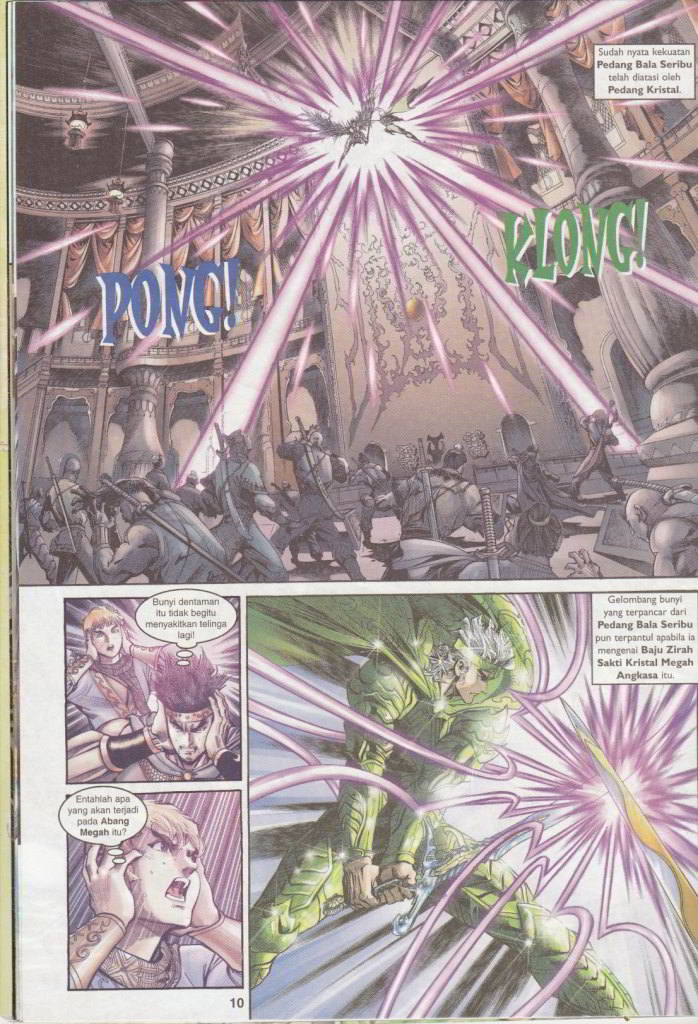 Sudah nyata kekuatan
Pedang Bala Seribu
telah diatasi oleh
Pedang Kristal.
PONG!
KLONG!
Bunyi dentaman
itu tidak begitu
menyakitkan telinga
lagi!
Entahlah apa
yang akan terjadi
pada Abang
Megah itu?
Gelombang bunyi
yang terpancar dari
Pedang Bala Seribu
pun terpantul apabila ia
mengenai Baju Zirah
Sakti Kristal Megah
Angkasa itu.
10